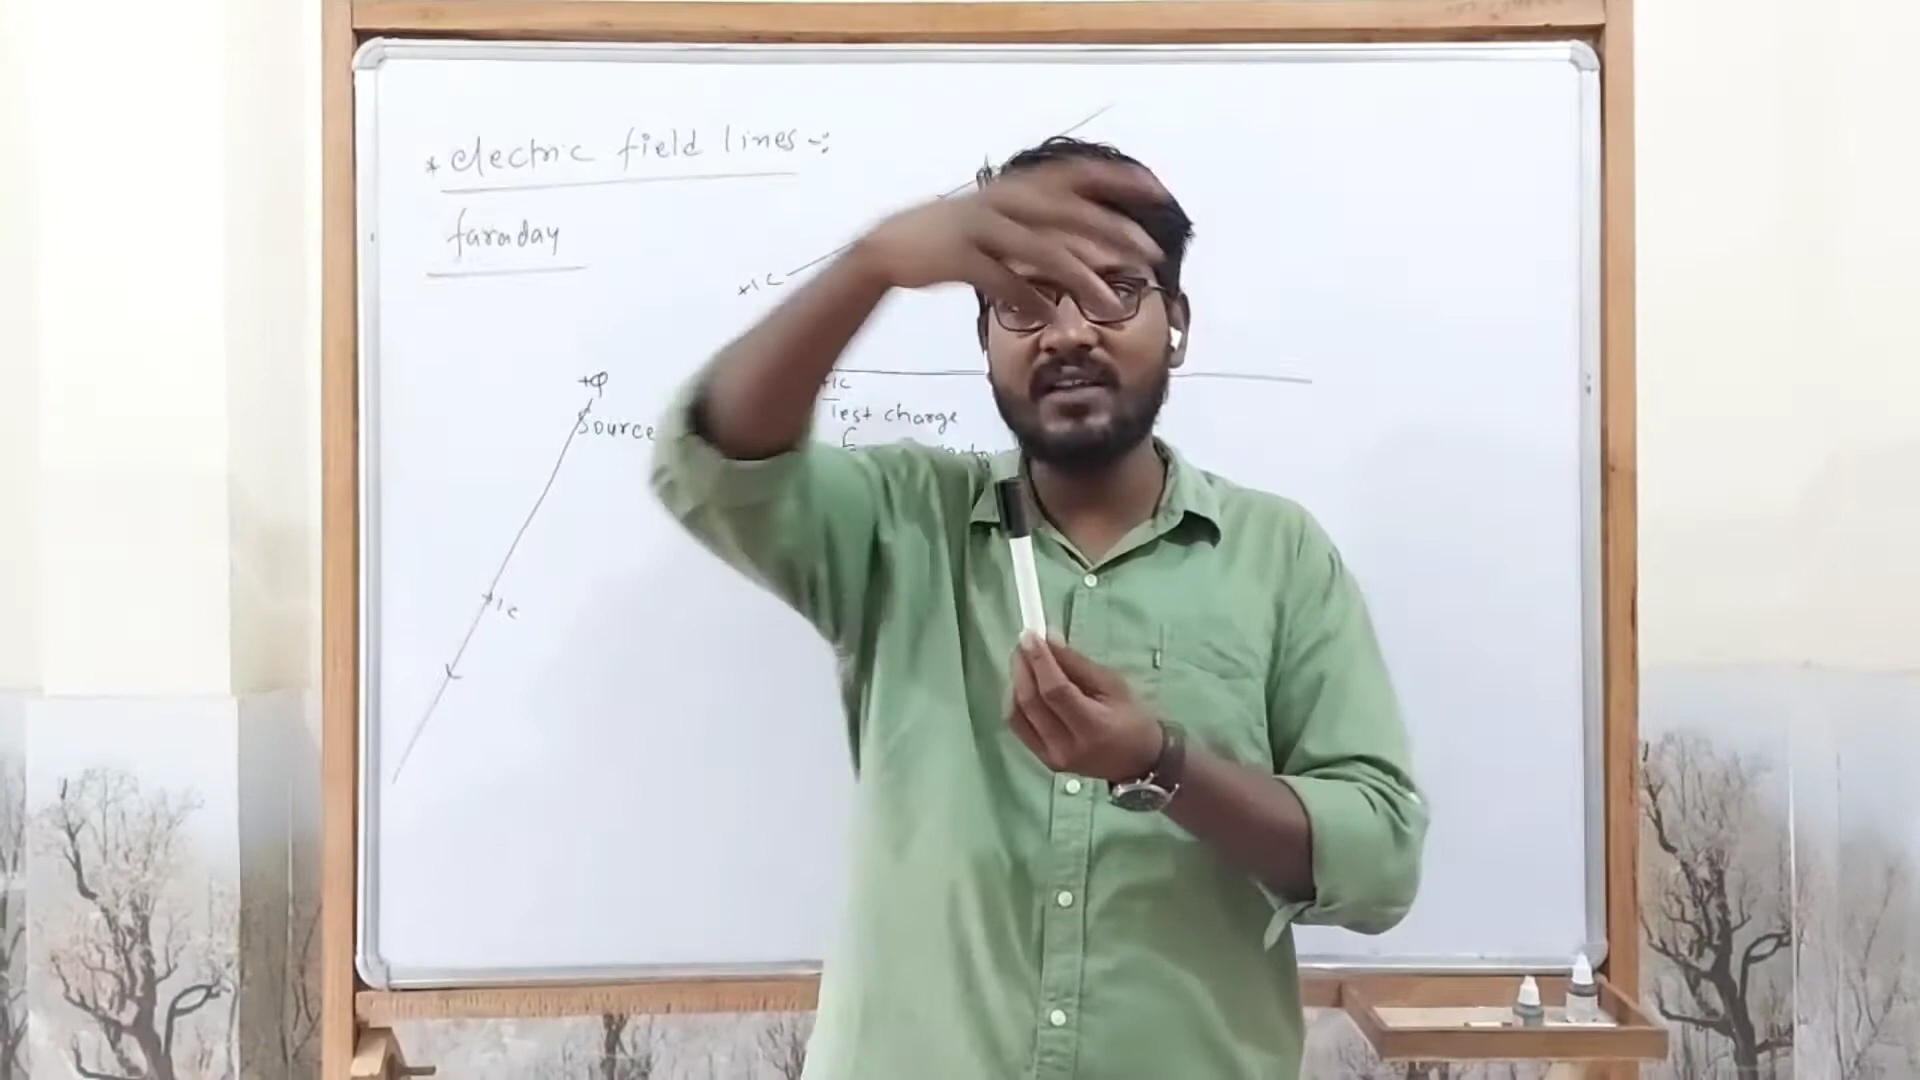 * electric field lines -:
faraday
+1C
+Q
Source
+1C
Test charge
+1C